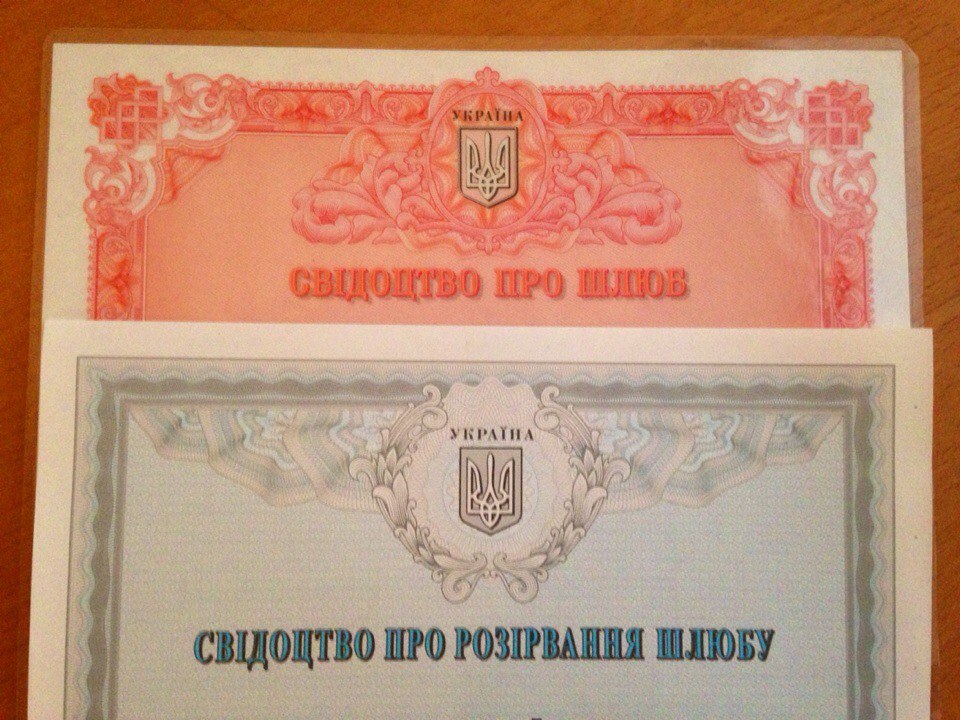 УКРАЇНА
СВІДОЦТВО ПРО ШЛЮБ
УКРАЇНА
СВІДОЦТВО ПРО РОЗІРВАННЯ ШЛЮБУ